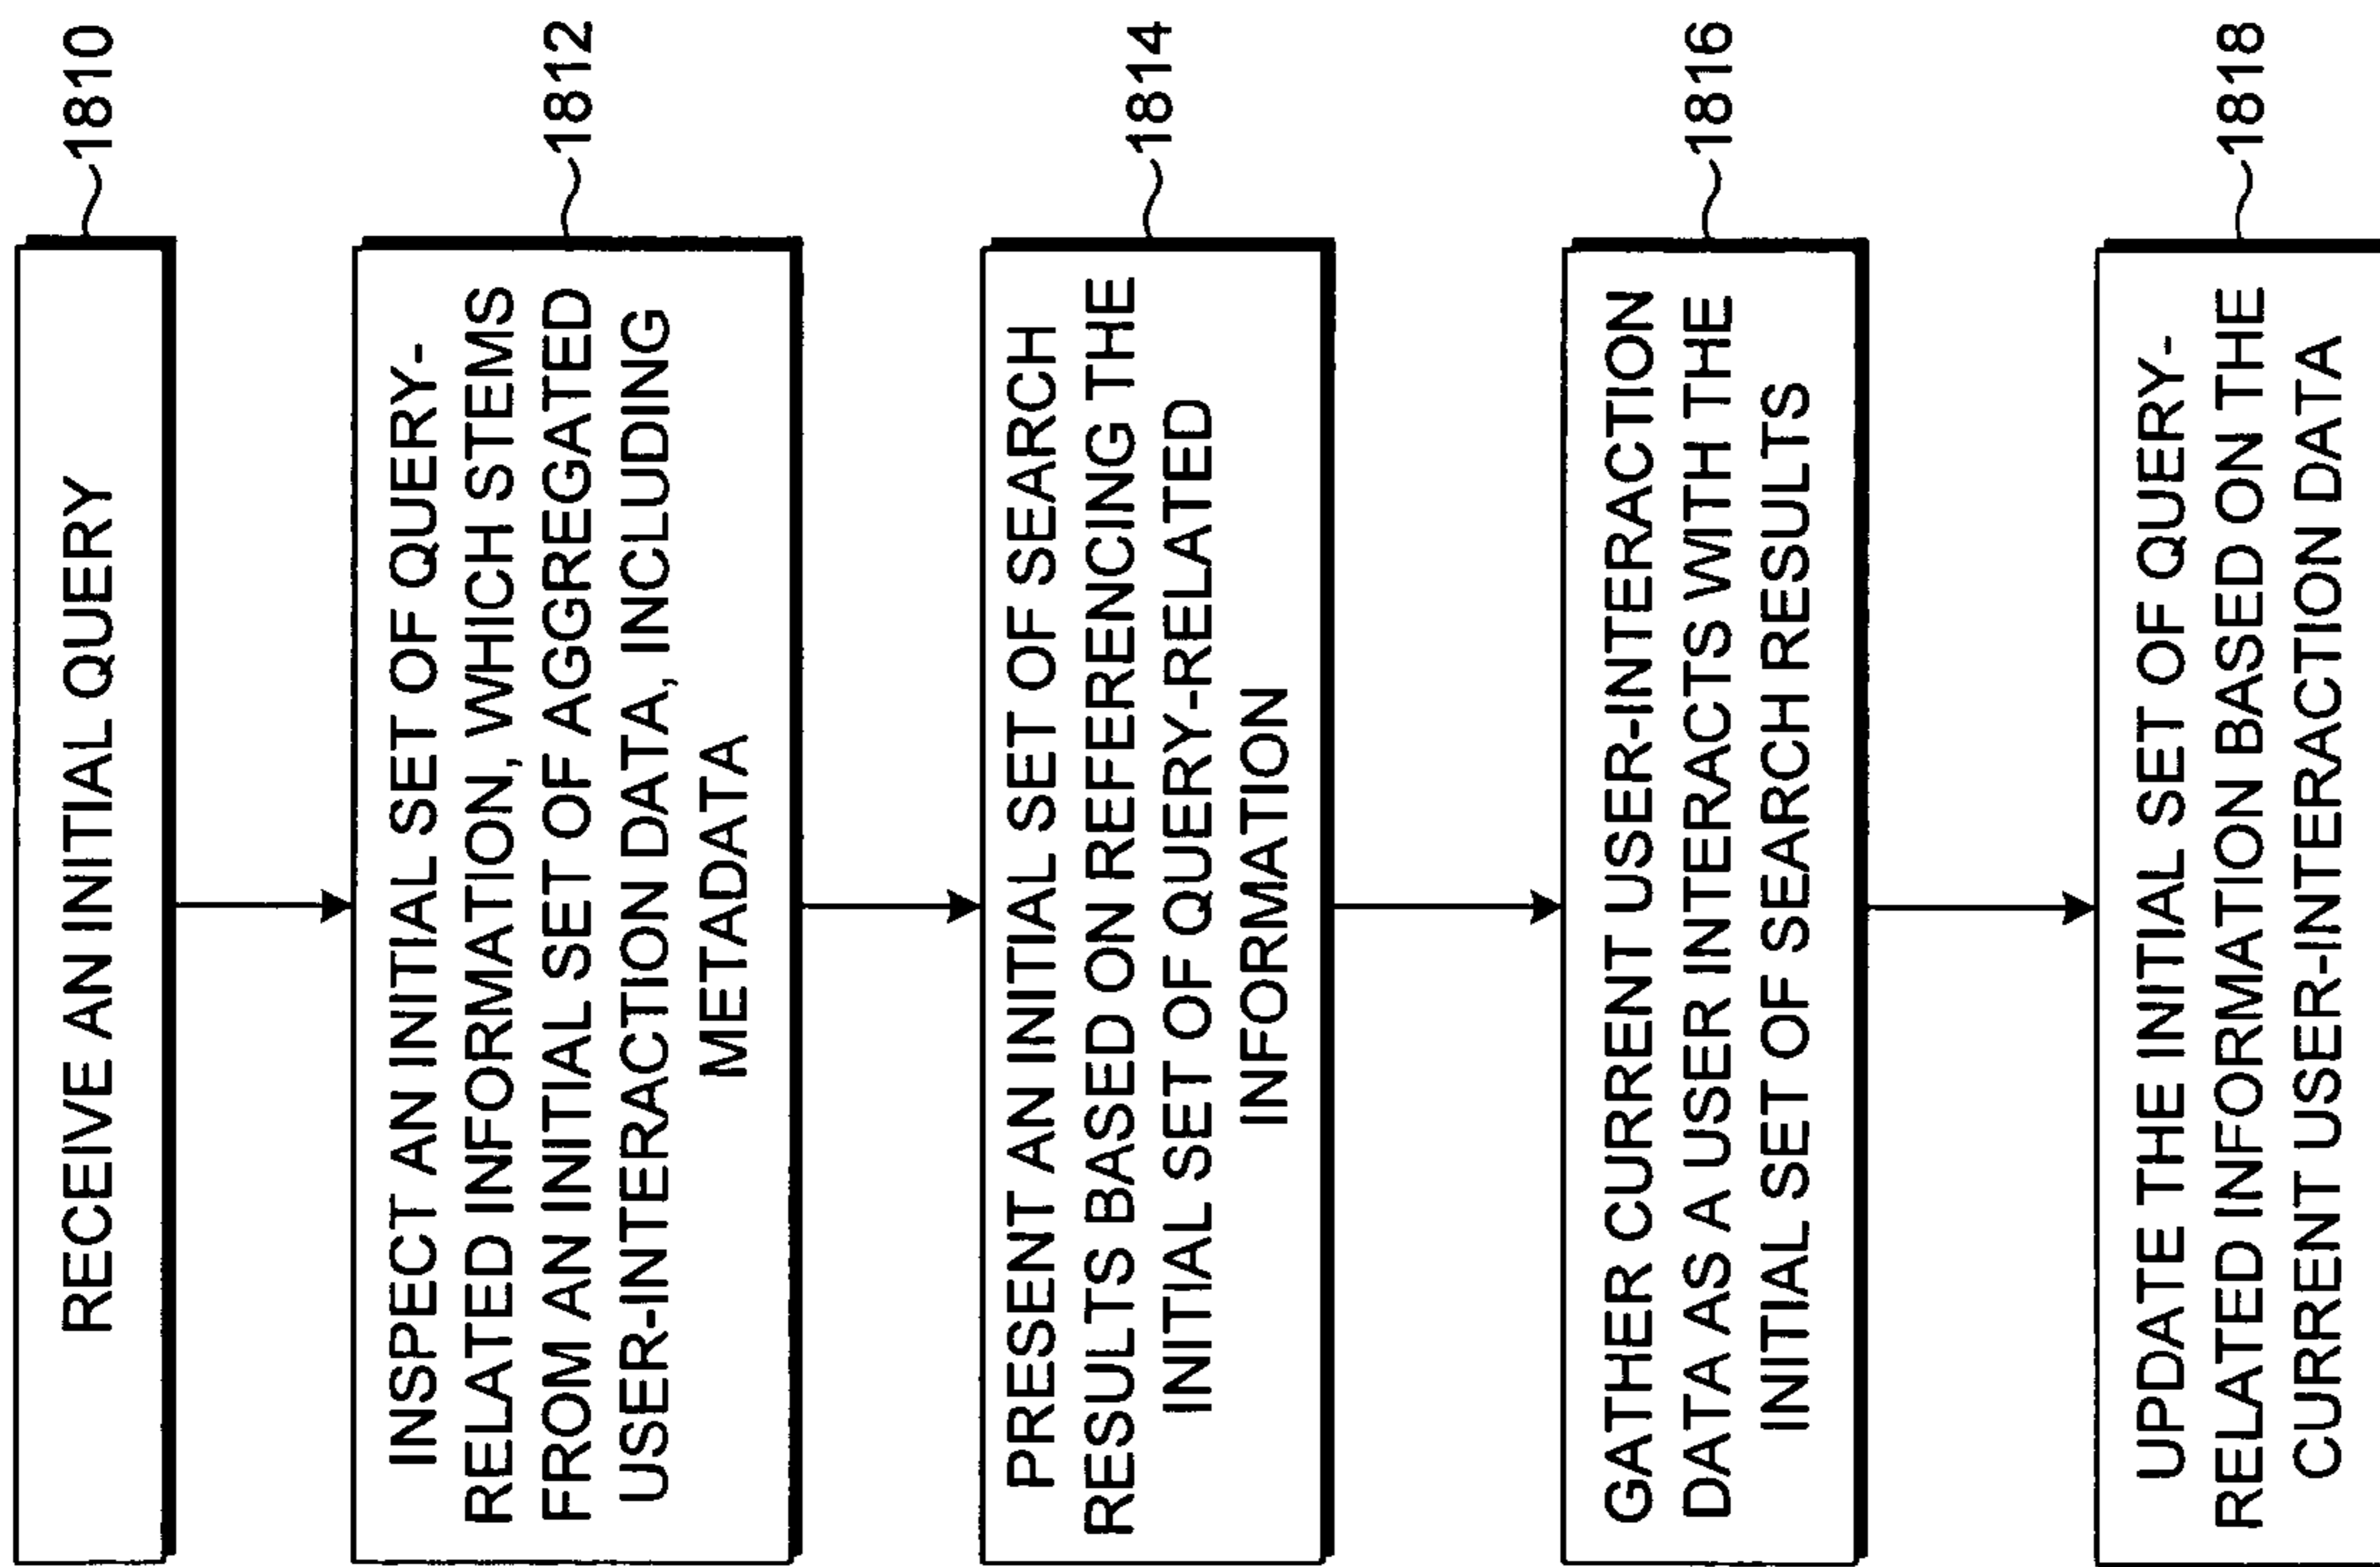 RECEIVE AN INITIAL QUERY
1810
INSPECT AN INITIAL SET OF QUERY-
RELATED INFORMATION, WHICH STEMS
FROM AN INITIAL SET OF AGGREGATED
USER-INTERACTION DATA, INCLUDING
METADATA
1812
PRESENT AN INITIAL SET OF SEARCH
RESULTS BASED ON REFERENCING THE
INITIAL SET OF QUERY-RELATED
INFORMATION
1814
GATHER CURRENT USER-INTERACTION
DATA AS A USER INTERACTS WITH THE
INITIAL SET OF SEARCH RESULTS
1816
UPDATE THE INITIAL SET OF QUERY-
RELATED INFORMATION BASED ON THE
CURRENT USER-INTERACTION DATA
1818